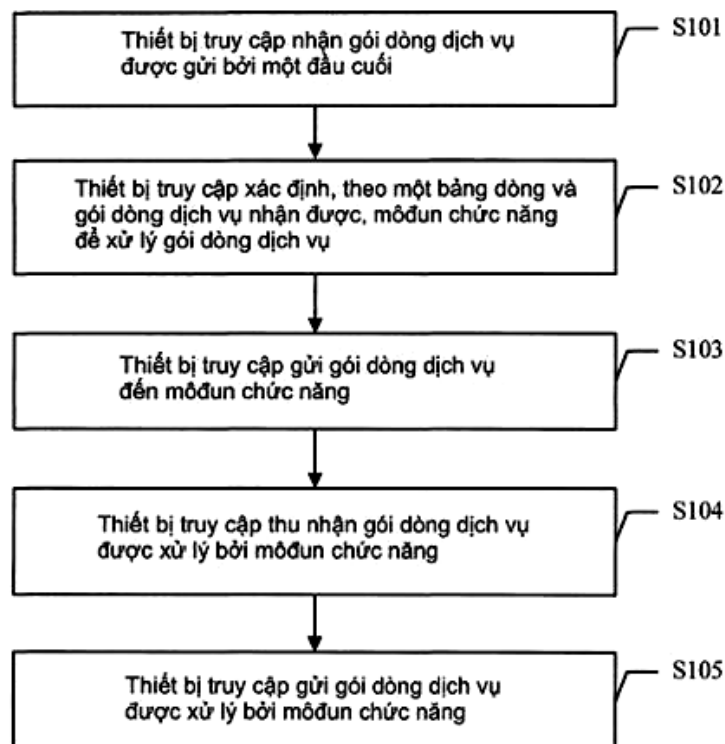 Thiết bị truy cập nhận gói dòng dịch vụ
được gửi bởi một đầu cuối
S101
Thiết bị truy cập xác định, theo một bảng dòng và
gói dòng dịch vụ nhận được, môđun chức năng
để xử lý gói dòng dịch vụ
S102
Thiết bị truy cập gửi gói dòng dịch vụ
đến môđun chức năng
S103
Thiết bị truy cập thu nhận gói dòng dịch vụ
được xử lý bởi môđun chức năng
S104
Thiết bị truy cập gửi gói dòng dịch vụ
được xử lý bởi môđun chức năng
S105